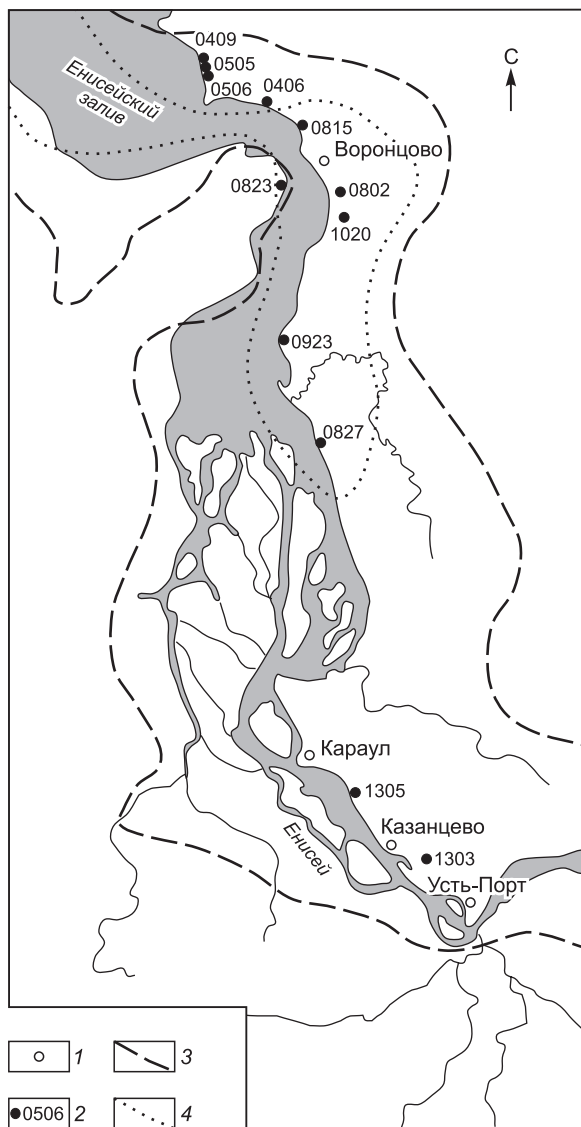 0409
0505
0506
С
Енисейский
залив
0406
0815
Воронцово
0823
0802
1020
0923
0827
Караул
1305
Казанцево
1303
Енисей
Усть-Порт
1
3
0506
2
4